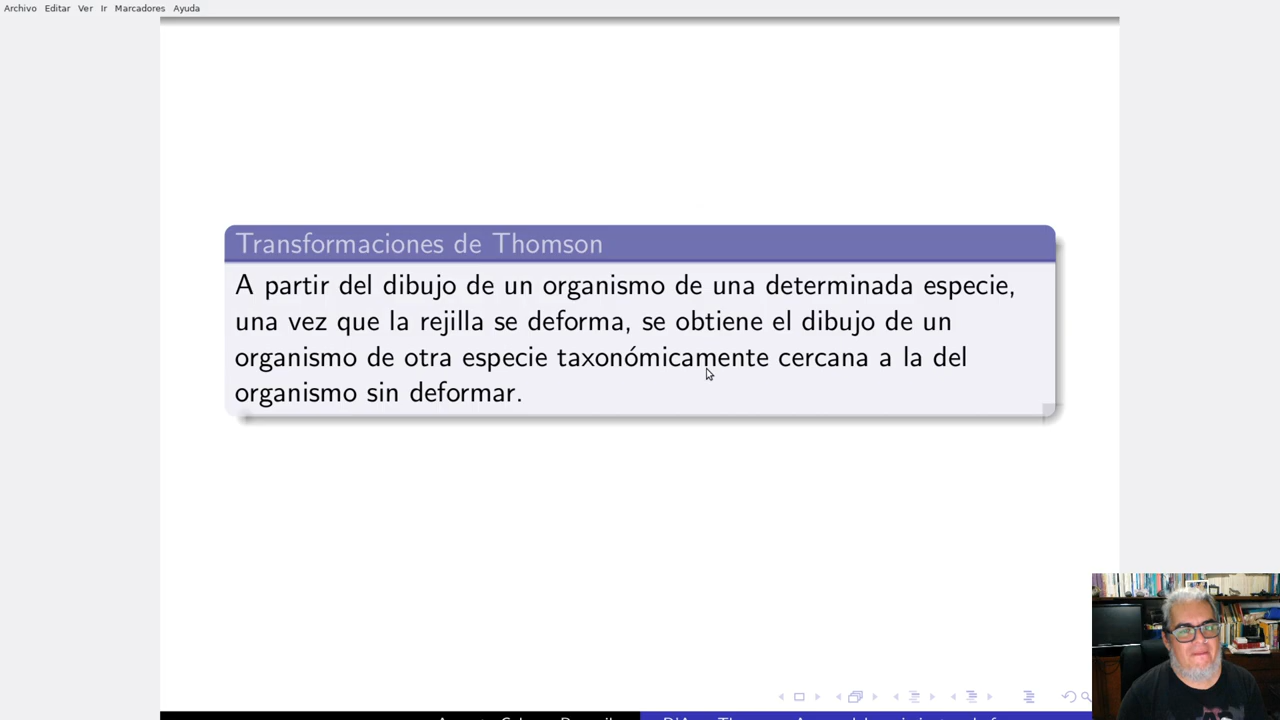 Archivo Editar Ver Ir Marcadores Ayuda
Transformaciones de Thomson
A partir del dibujo de un organismo de una determinada especie,
una vez que la rejilla se deforma, se obtiene el dibujo de un
organismo de otra especie taxonómicamente cercana a la del
organismo sin deformar.